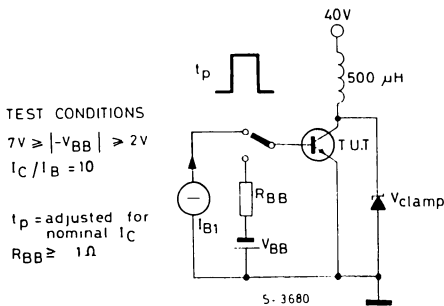 40V
tp
500 μH
TEST CONDITIONS
7V ≥ |-VBB| ≥ 2V
IC/IB = 10
tp = adjusted for
nominal IC
RBB ≥ 1Ω
T.U.T
IB1
RBB
VBB
Vclamp
S-3680